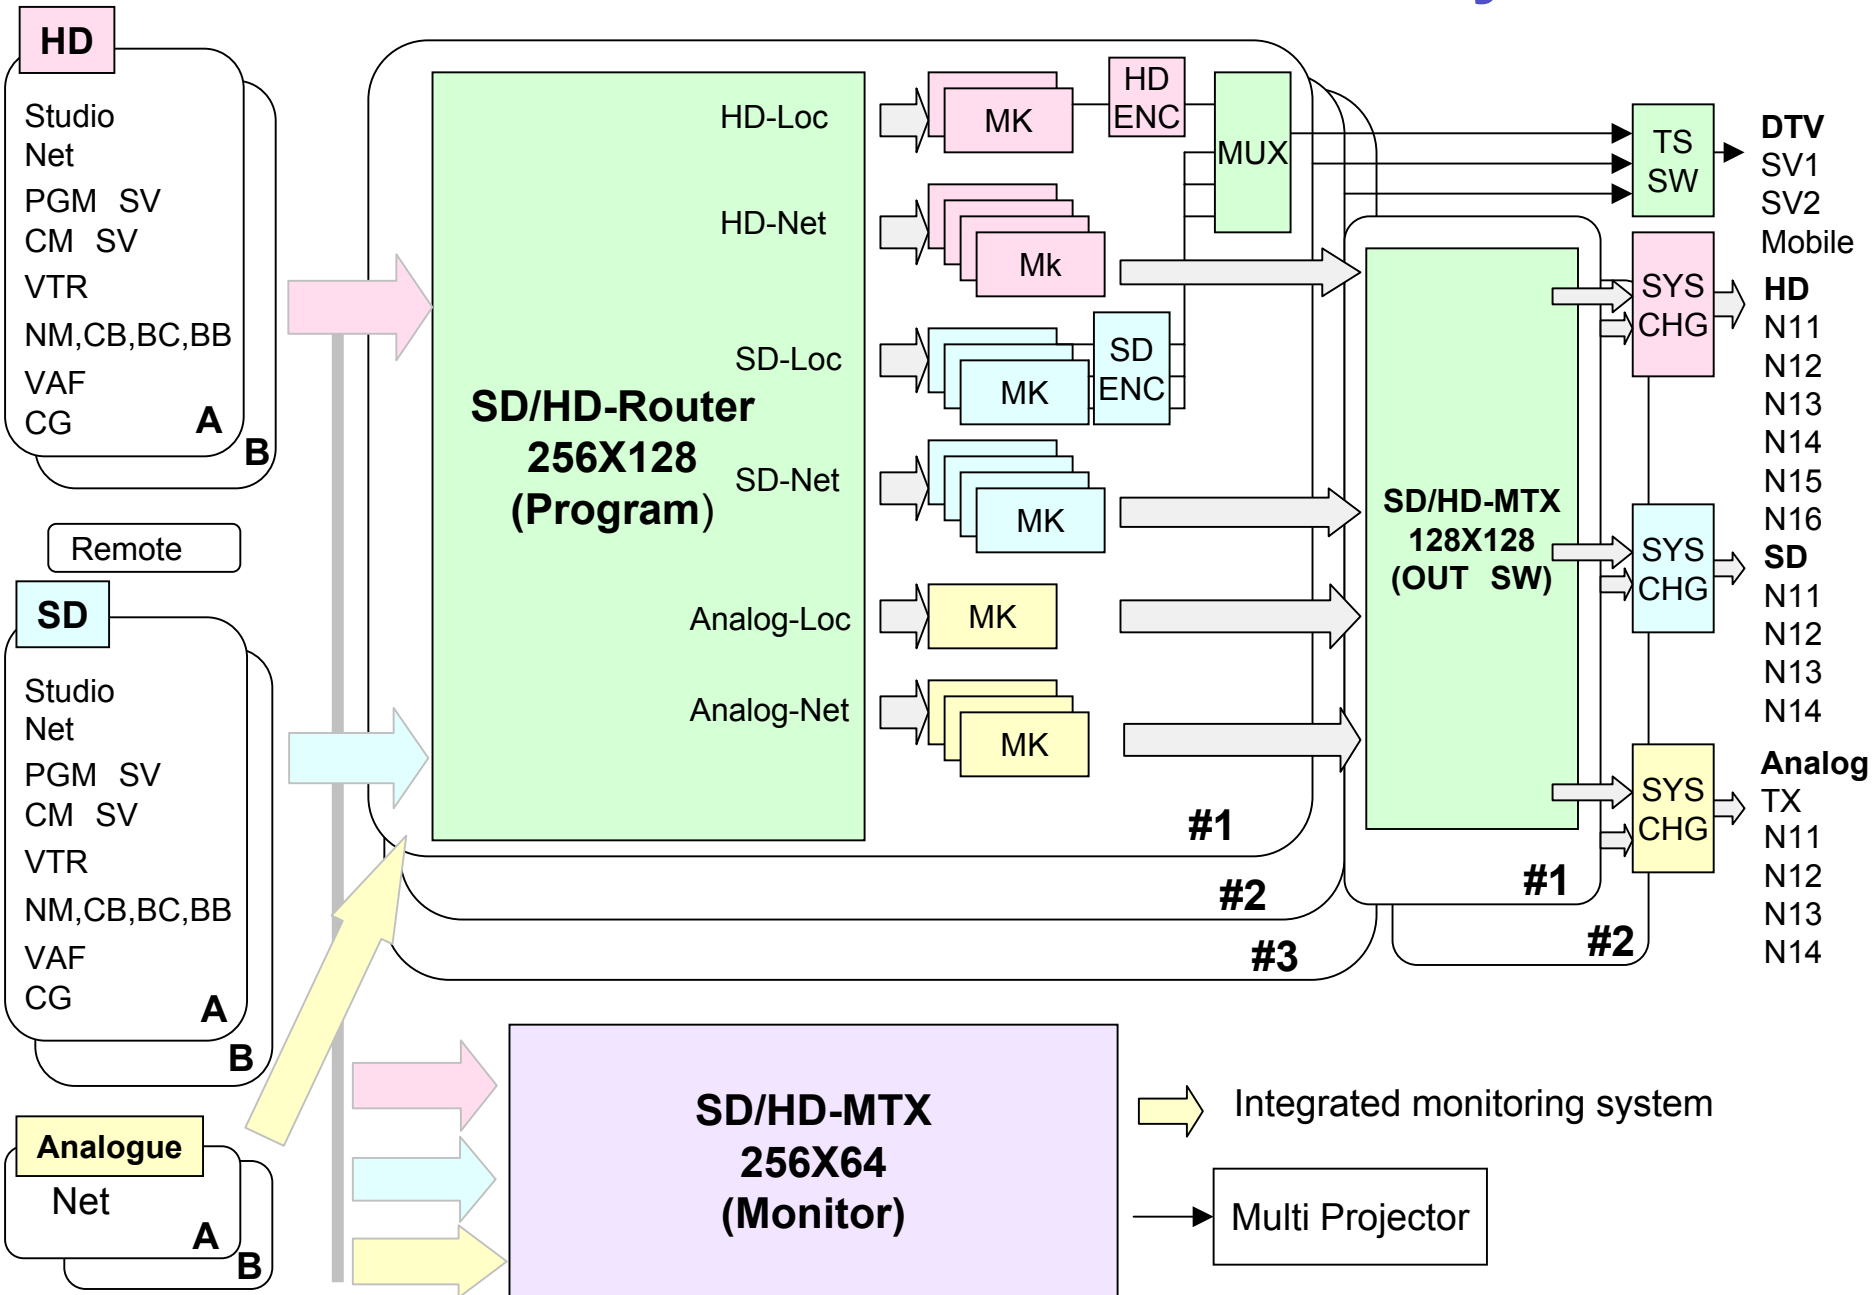 HD
Studio
Net
PGM SV
CM SV
VTR
NM,CB,BC,BB
VAF
CG
A
B
Remote
SD
Studio
Net
PGM SV
CM SV
VTR
NM,CB,BC,BB
VAF
CG
A
B
Analogue
Net
A
B
SD/HD-Router
256X128
(Program)
HD-Loc
HD-Net
SD-Loc
SD-Net
Analog-Loc
Analog-Net
MK
Mk
MK
MK
MK
MK
HD
ENC
SD
ENC
MUX
#1
#2
#3
SD/HD-MTX
128X128
(OUT SW)
#1
#2
TS
SW
SYS
CHG
SYS
CHG
SYS
CHG
DTV
SV1
SV2
Mobile
HD
N11
N12
N13
N14
N15
N16
SD
N11
N12
N13
N14
Analog
TX
N11
N12
N13
N14
SD/HD-MTX
256X64
(Monitor)
Integrated monitoring system
Multi Projector